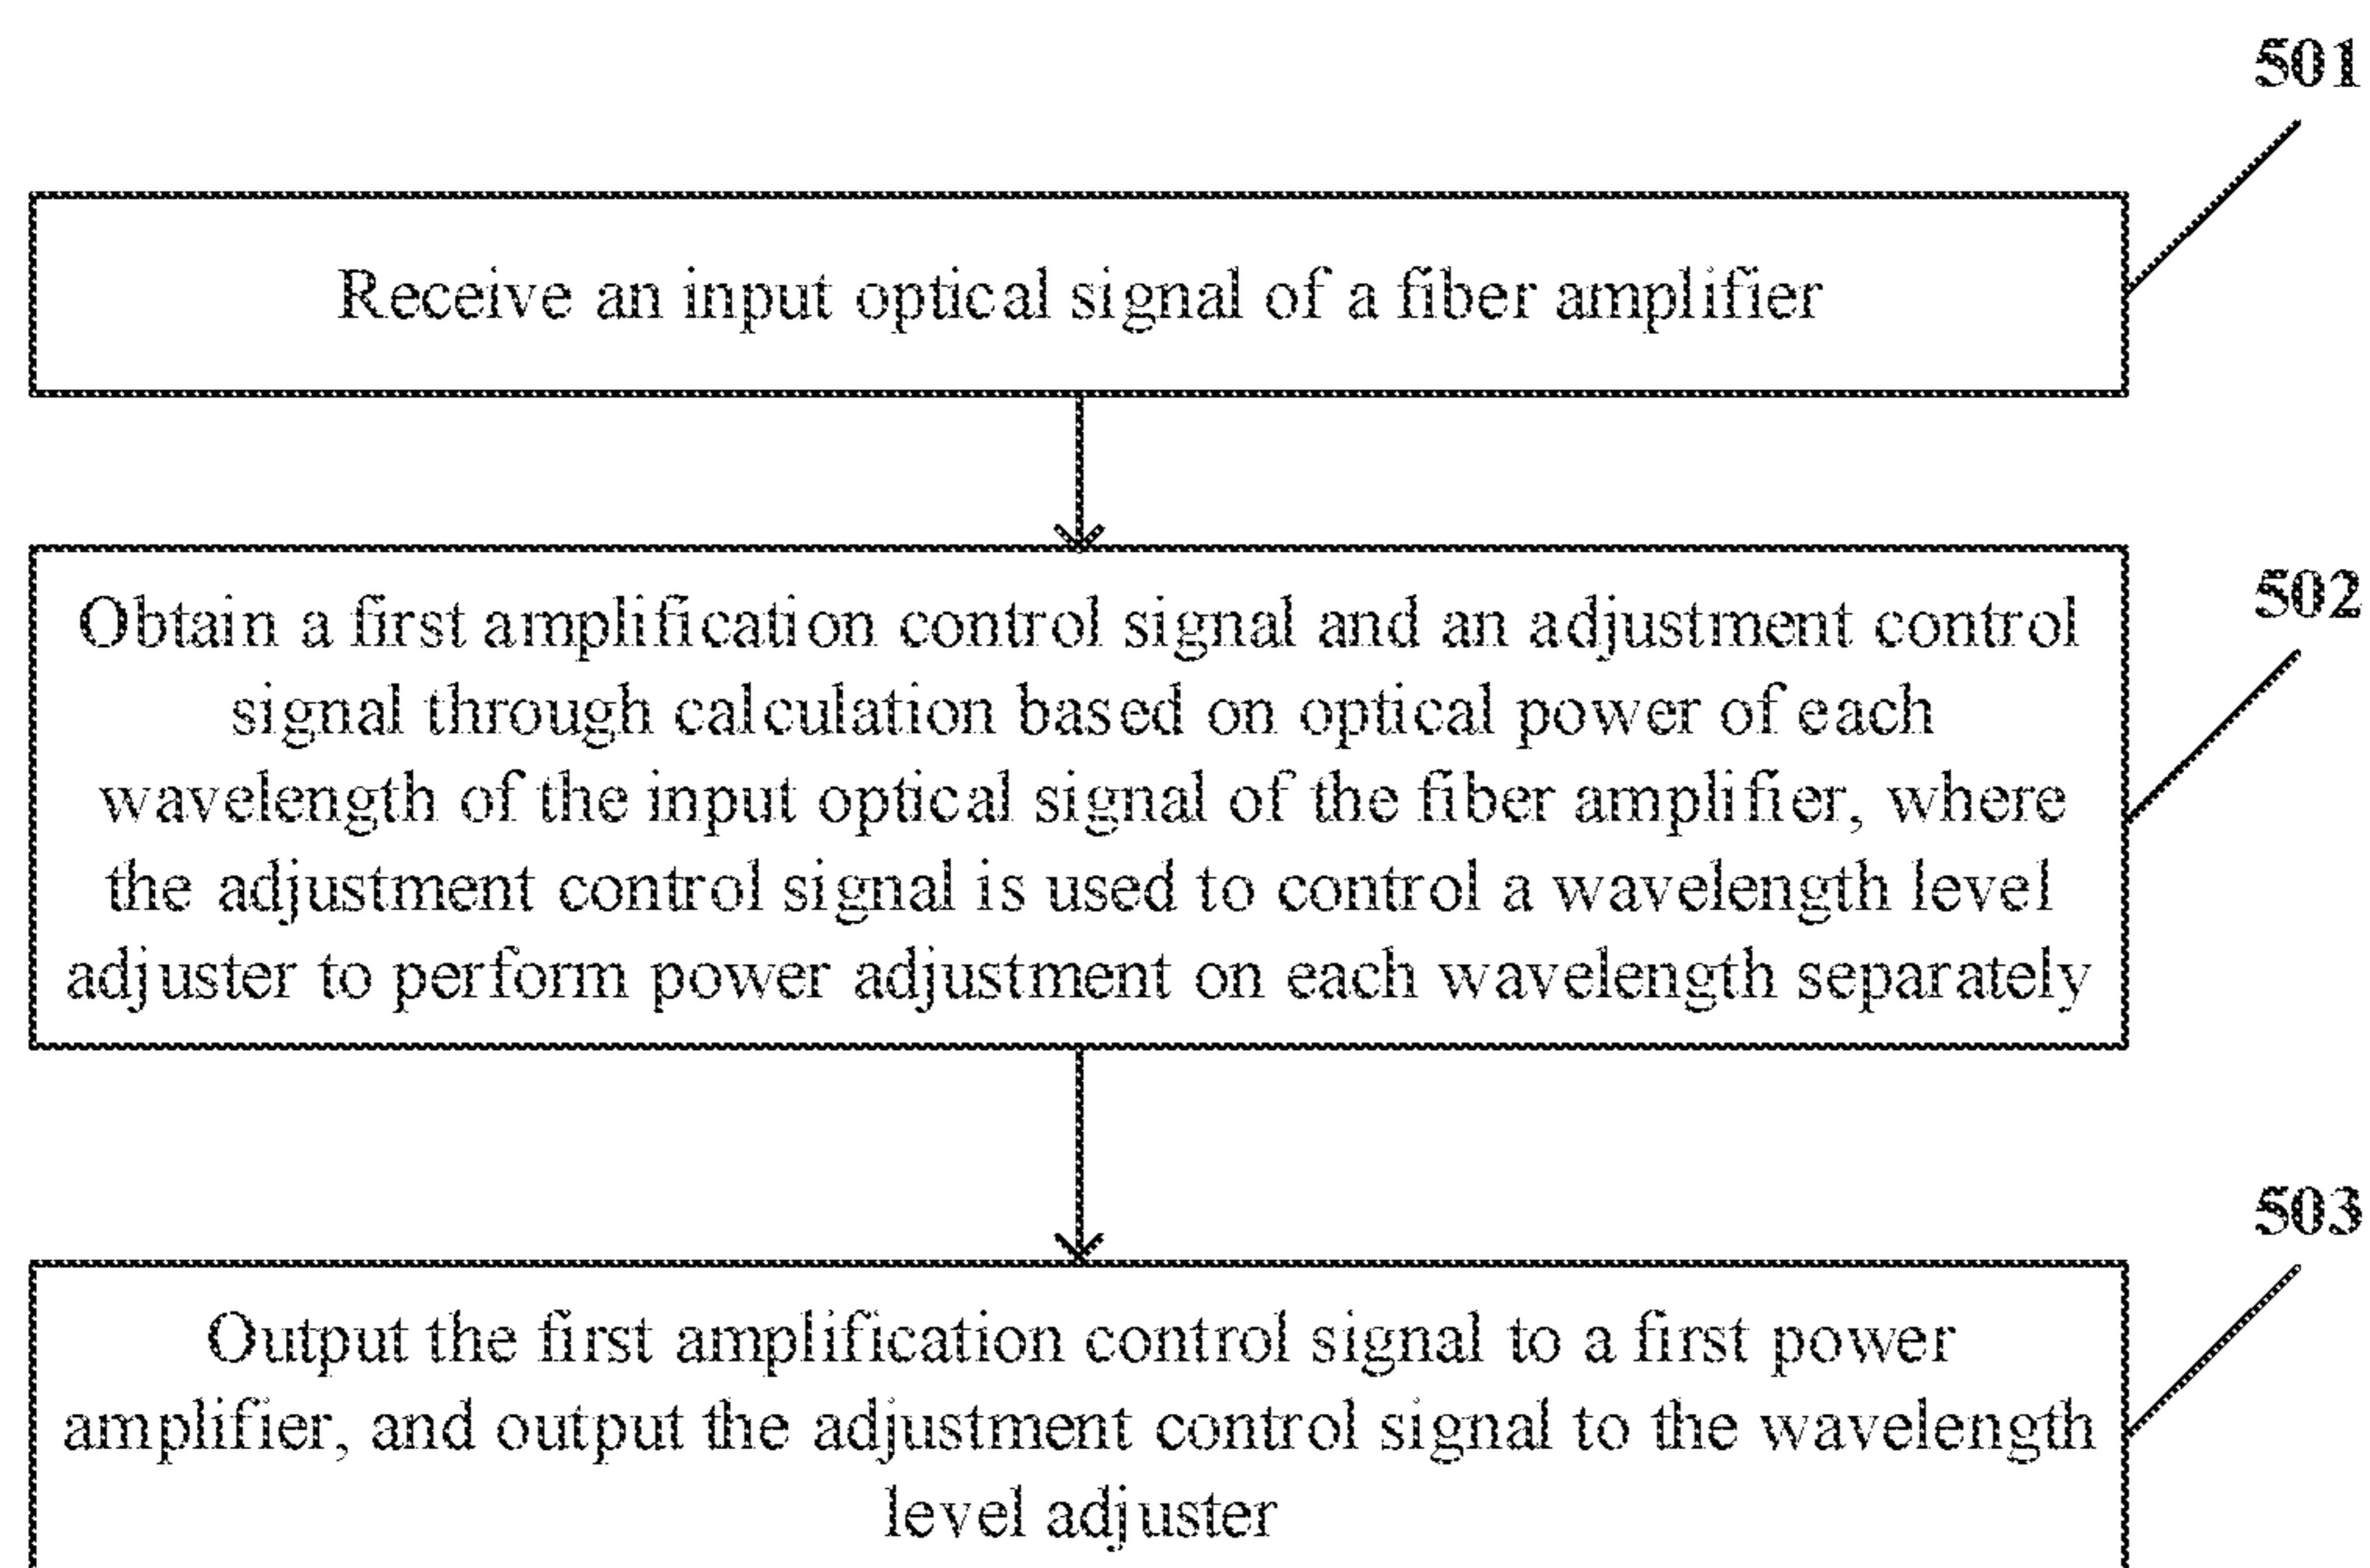 501
Receive an input optical signal of a fiber amplifier
502
Obtain a first amplification control signal and an adjustment control
signal through calculation based on optical power of each
wavelength of the input optical signal of the fiber amplifier, where
the adjustment control signal is used to control a wavelength level
adjuster to perform power adjustment on each wavelength separately
503
Output the first amplification control signal to a first power
amplifier, and output the adjustment control signal to the wavelength
level adjuster